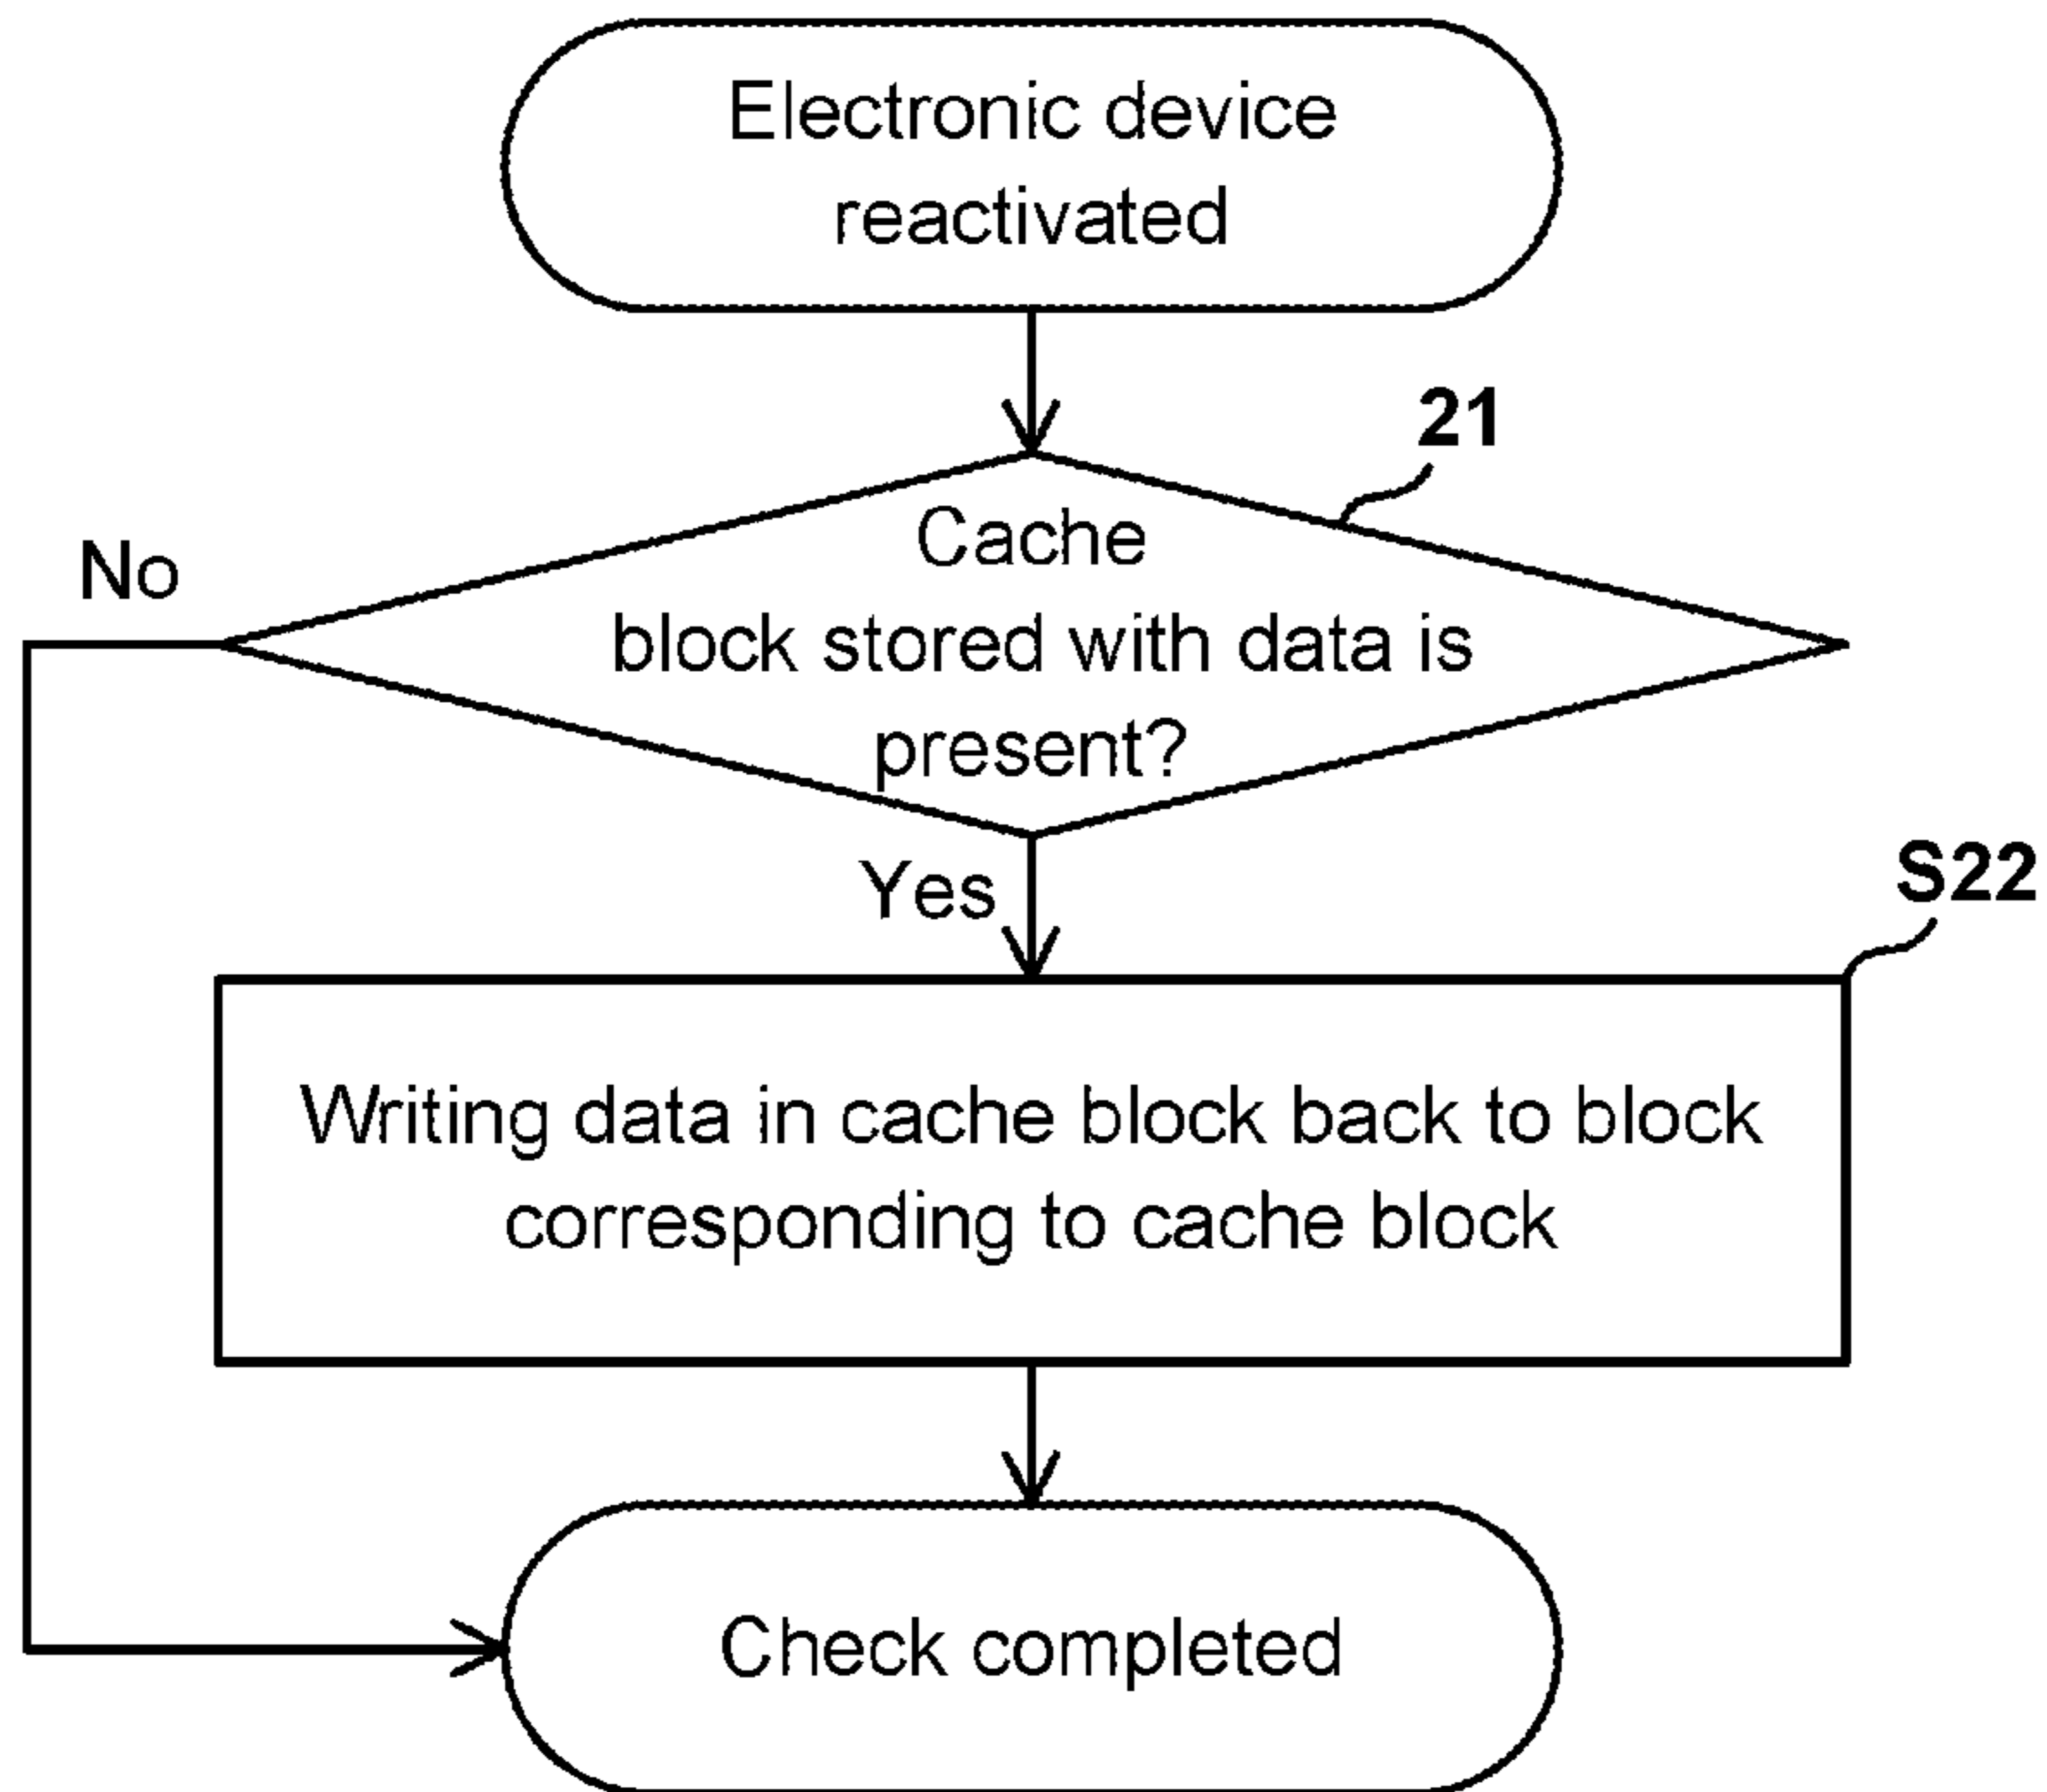 Electronic device
reactivated
21
Cache
No
block stored with data is
present?
Yes
S22
Writing data in cache block back to block
corresponding to cache block
Check completed